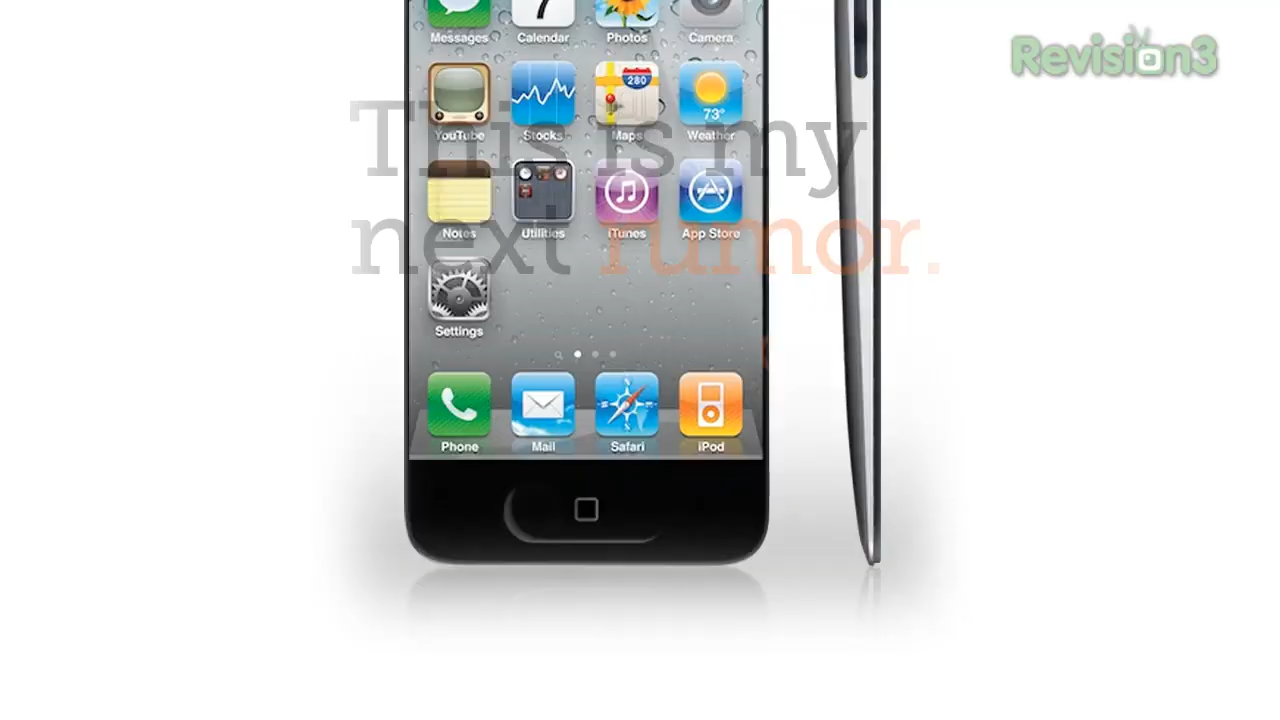 Revision3
Messages Calendar Photos Camera
7
280
73°
YouTube Stocks Maps Weather
This is my
next rumor.
Notes Utilities iTunes App Store
Settings
Phone Mail Safari iPod